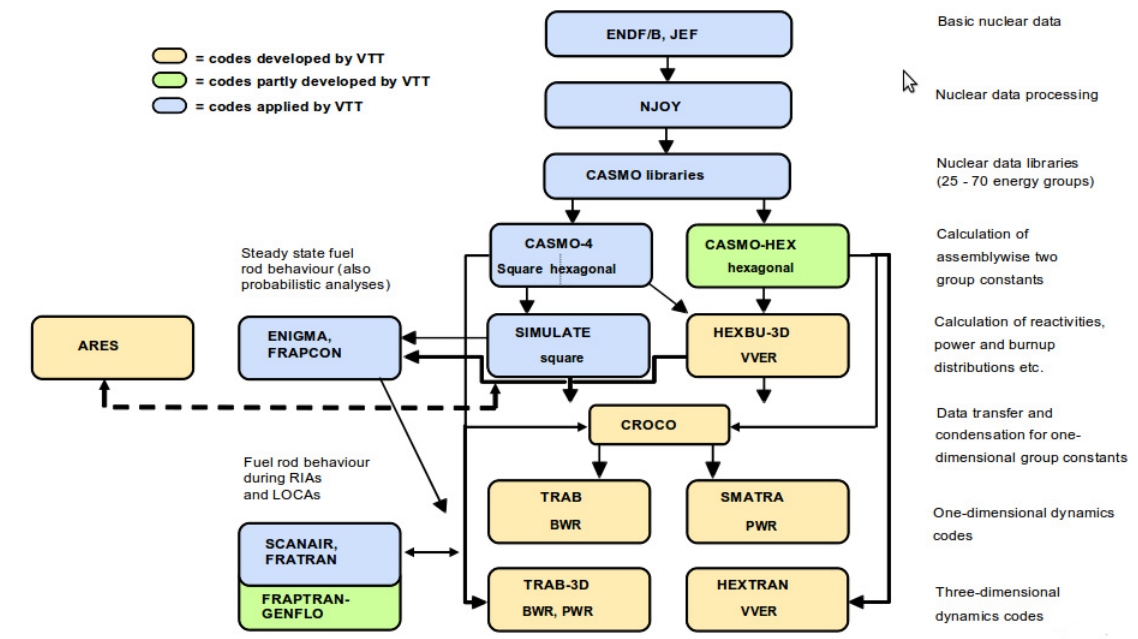 ENDF/B, JEF
Basic nuclear data
= codes developed by VTT
= codes partly developed by VTT
= codes applied by VTT
NJOY
Nuclear data processing
CASMO libraries
Nuclear data libraries
(25 - 70 energy groups)
CASMO-4
Square hexagonal
CASMO-HEX
hexagonal
Calculation of
assemblywise two
group constants
Steady state fuel
rod behaviour (also
probabilistic analyses)
ARES
ENIGMA,
FRAPCON
SIMULATE
square
HEXBU-3D
VVER
Calculation of reactivities,
power and burnup
distributions etc.
CROCO
Data transfer and
condensation for one-
dimensional group constants
Fuel rod behaviour
during RIAs
and LOCAs
TRAB
BWR
SMATRA
PWR
One-dimensional dynamics
codes
SCANAIR,
FRATRAN
FRAPTRAN-
GENFLO
TRAB-3D
BWR, PWR
HEXTRAN
VVER
Three-dimensional
dynamics codes